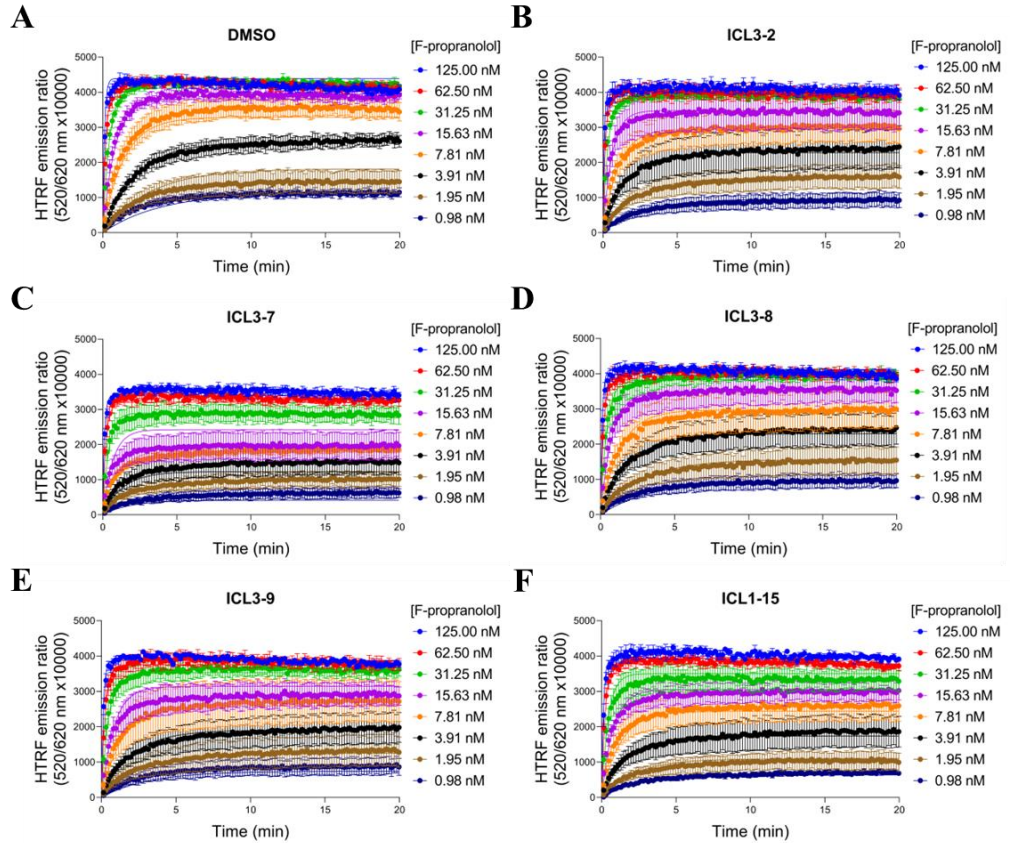 A
DMSO
[F-propranolol]
HTRF emission ratio
(520/620 nm x10000)
5000
4000
3000
2000
1000
0
0
5
10
15
20
Time (min)
125.00 nM
62.50 nM
31.25 nM
15.63 nM
7.81 nM
3.91 nM
1.95 nM
0.98 nM
B
ICL3-2
[F-propranolol]
HTRF emission ratio
(520/620 nm x10000)
5000
4000
3000
2000
1000
0
0
5
10
15
20
Time (min)
125.00 nM
62.50 nM
31.25 nM
15.63 nM
7.81 nM
3.91 nM
1.95 nM
0.98 nM
C
ICL3-7
[F-propranolol]
HTRF emission ratio
(520/620 nm x10000)
5000
4000
3000
2000
1000
0
0
5
10
15
20
Time (min)
125.00 nM
62.50 nM
31.25 nM
15.63 nM
7.81 nM
3.91 nM
1.95 nM
0.98 nM
D
ICL3-8
[F-propranolol]
HTRF emission ratio
(520/620 nm x10000)
5000
4000
3000
2000
1000
0
0
5
10
15
20
Time (min)
125.00 nM
62.50 nM
31.25 nM
15.63 nM
7.81 nM
3.91 nM
1.95 nM
0.98 nM
E
ICL3-9
[F-propranolol]
HTRF emission ratio
(520/620 nm x10000)
5000
4000
3000
2000
1000
0
0
5
10
15
20
Time (min)
125.00 nM
62.50 nM
31.25 nM
15.63 nM
7.81 nM
3.91 nM
1.95 nM
0.98 nM
F
ICL1-15
[F-propranolol]
HTRF emission ratio
(520/620 nm x10000)
5000
4000
3000
2000
1000
0
0
5
10
15
20
Time (min)
125.00 nM
62.50 nM
31.25 nM
15.63 nM
7.81 nM
3.91 nM
1.95 nM
0.98 nM